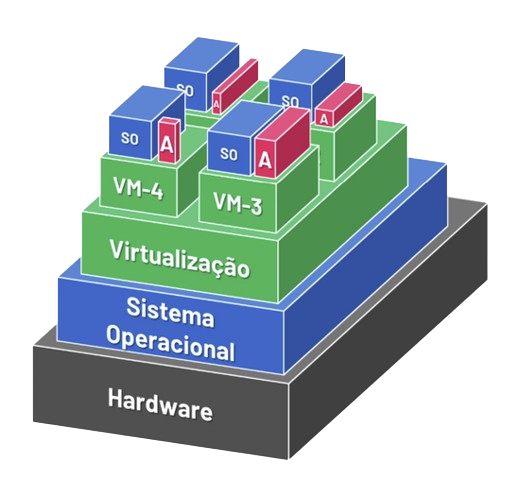 SO
A
SO
A
SO
A
SO
A
VM-4
VM-3
Virtualização
Sistema
Operacional
Hardware